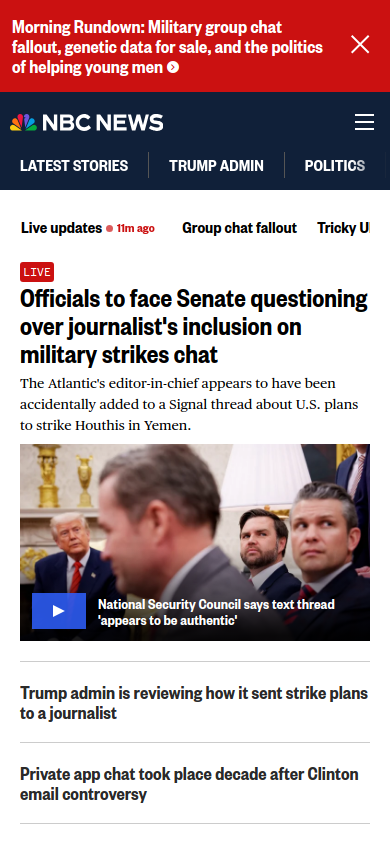 Morning Rundown: Military group chat
fallout, genetic data for sale, and the politics
of helping young men
NBC NEWS
LATEST STORIES
TRUMP ADMIN
POLITICS
Live updates
11m ago
Group chat fallout
Tricky U
LIVE
Officials to face Senate questioning
over journalist's inclusion on
military strikes chat
The Atlantic's editor-in-chief appears to have been
accidentally added to a Signal thread about U.S. plans
to strike Houthis in Yemen.
National Security Council says text thread
'appears to be authentic'
Trump admin is reviewing how it sent strike plans
to a journalist
Private app chat took place decade after Clinton
email controversy